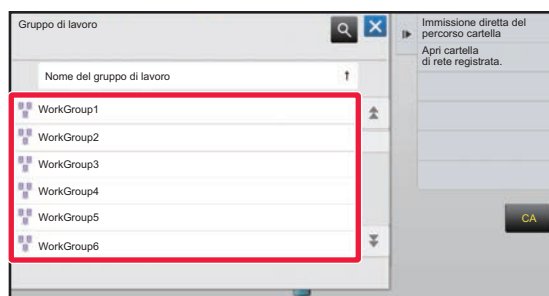 Gruppo di lavoro
Nome del gruppo di lavoro
WorkGroup1
WorkGroup2
WorkGroup3
WorkGroup4
WorkGroup5
WorkGroup6
Immissione diretta del
percorso cartella
Apri cartella
di rete registrata.
CA